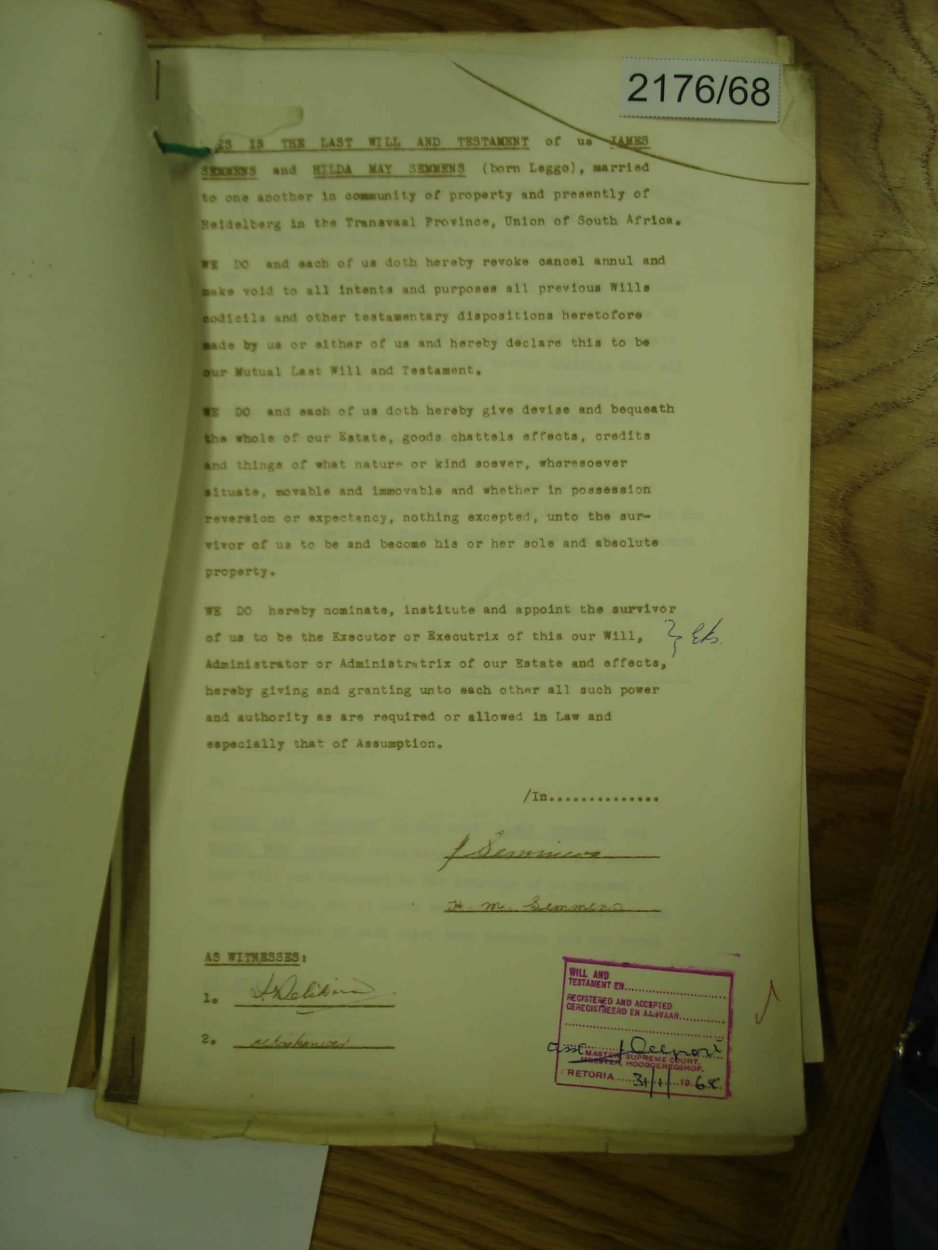 2176/68
IS IS THE LAST WILL AND TESTAMENT of us JAMES
SEMMENS and HILDA MAY SEMMENS (born Leggo), married
to one another in community of property and presently of
Heidelberg in the Transvaal Province, Union of South Africa.
WE DO and each of us doth hereby revoke cancel annul and
make void to all intents and purposes all previous Wills
codicils and other testamentary dispositions heretofore
made by us or either of us and hereby declare this to be
our Mutual Last Will and Testament.
WE DO and each of us doth hereby give devise and bequeath
the whole of our Estate, goods chattels effects, credits
and things of what nature or kind soever, wheresoever
situate, movable and immovable and whether in possession
reversion or expectancy, nothing excepted, unto the sur-
vivor of us to be and become his or her sole and absolute
property.
WE DO hereby nominate, institute and appoint the survivor
of us to be the Executor or Executrix of this our Will,
Administrator or Administratrix of our Estate and effects,
hereby giving and granting unto each other all such power
and authority as are required or allowed in Law and
especially that of Assumption.
/In..............
J Semmens
H. M. Semmens
AS WITNESSES:
1.
2.
WILL AND
TESTAMENT EN
REGISTERED AND ACCEPTED
GEREGISTREERD EN AANVAAR
asst
MASTER SUPREME COURT,
MEESTER, HOOGGEREGSHOF,
RETORIA 31/1 1968